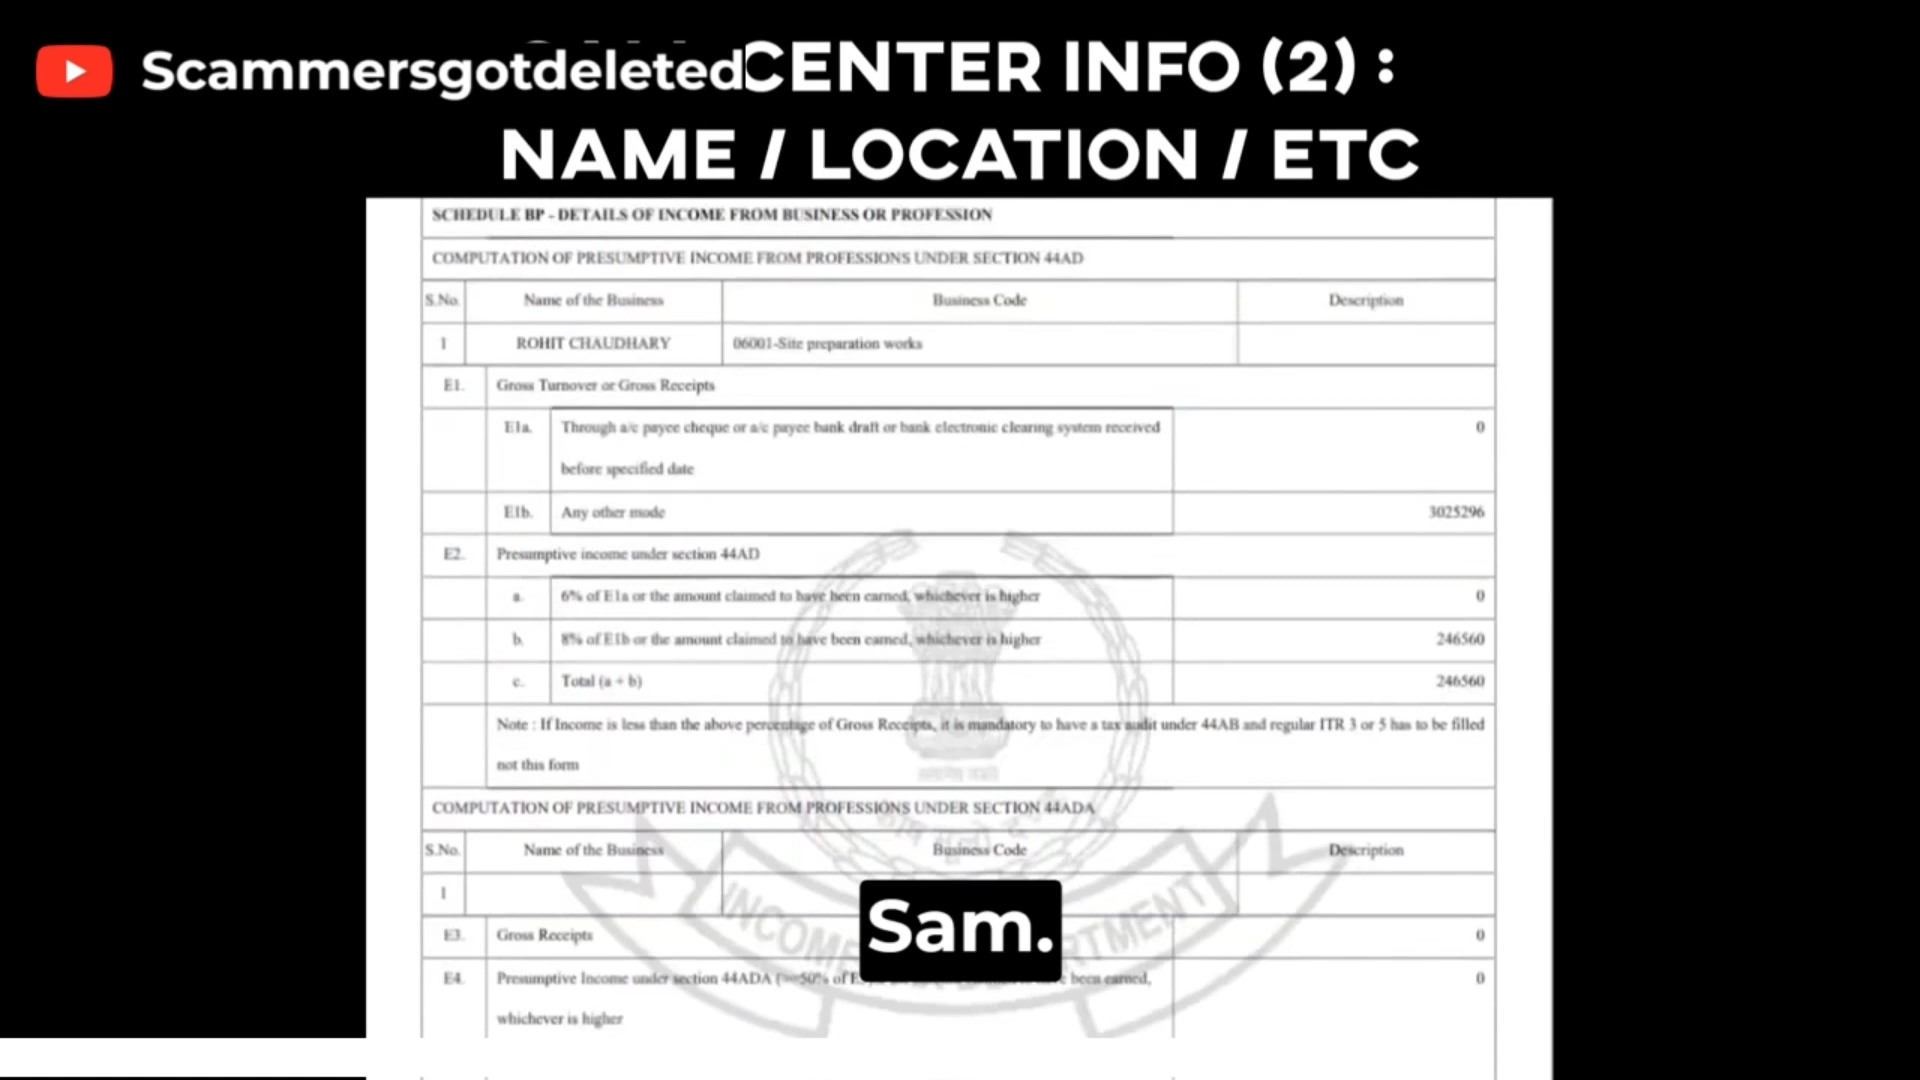 Scammersgotdeleted
CENTER INFO (2) :
NAME / LOCATION / ETC
SCHEDULE BP - DETAILS OF INCOME FROM BUSINESS OR PROFESSION
COMPUTATION OF PRESUMPTIVE INCOME FROM PROFESSIONS UNDER SECTION 44AD
S.No. Name of the Business Business Code Description
1 ROHIT CHAUDHARY 06001-Site preparation works
E1. Gross Turnover or Gross Receipts
E1a. Through a/c payee cheque or a/c payee bank draft or bank electronic clearing system received 0
before specified date
E1b. Any other mode 3025296
E2. Presumptive income under section 44AD
a. 6% of E1a or the amount claimed to have been earned, whichever is higher 0
b. 8% of E1b or the amount claimed to have been earned, whichever is higher 246560
c. Total (a + b) 246560
Note : If Income is less than the above percentage of Gross Receipts, it is mandatory to have a tax audit under 44AB and regular ITR 3 or 5 has to be filled
not this form
COMPUTATION OF PRESUMPTIVE INCOME FROM PROFESSIONS UNDER SECTION 44ADA
S.No. Name of the Business Business Code Description
1
E3. Gross Receipts 0
E4. Presumptive Income under section 44ADA ( 50% of been earned, 0
whichever is higher
Sam.